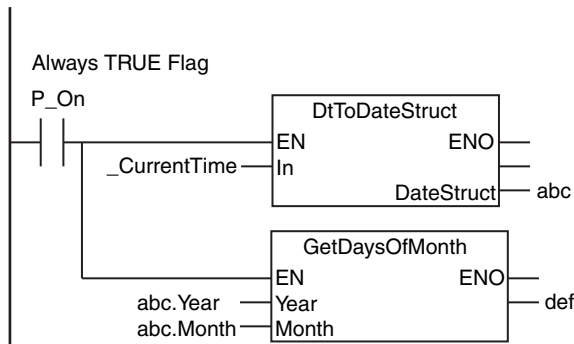 Always TRUE Flag
P_On
DtToDateStruct
EN ENO
_CurrentTime In
DateStruct abc
GetDaysOfMonth
EN ENO
abc.Year Year def
abc.Month Month